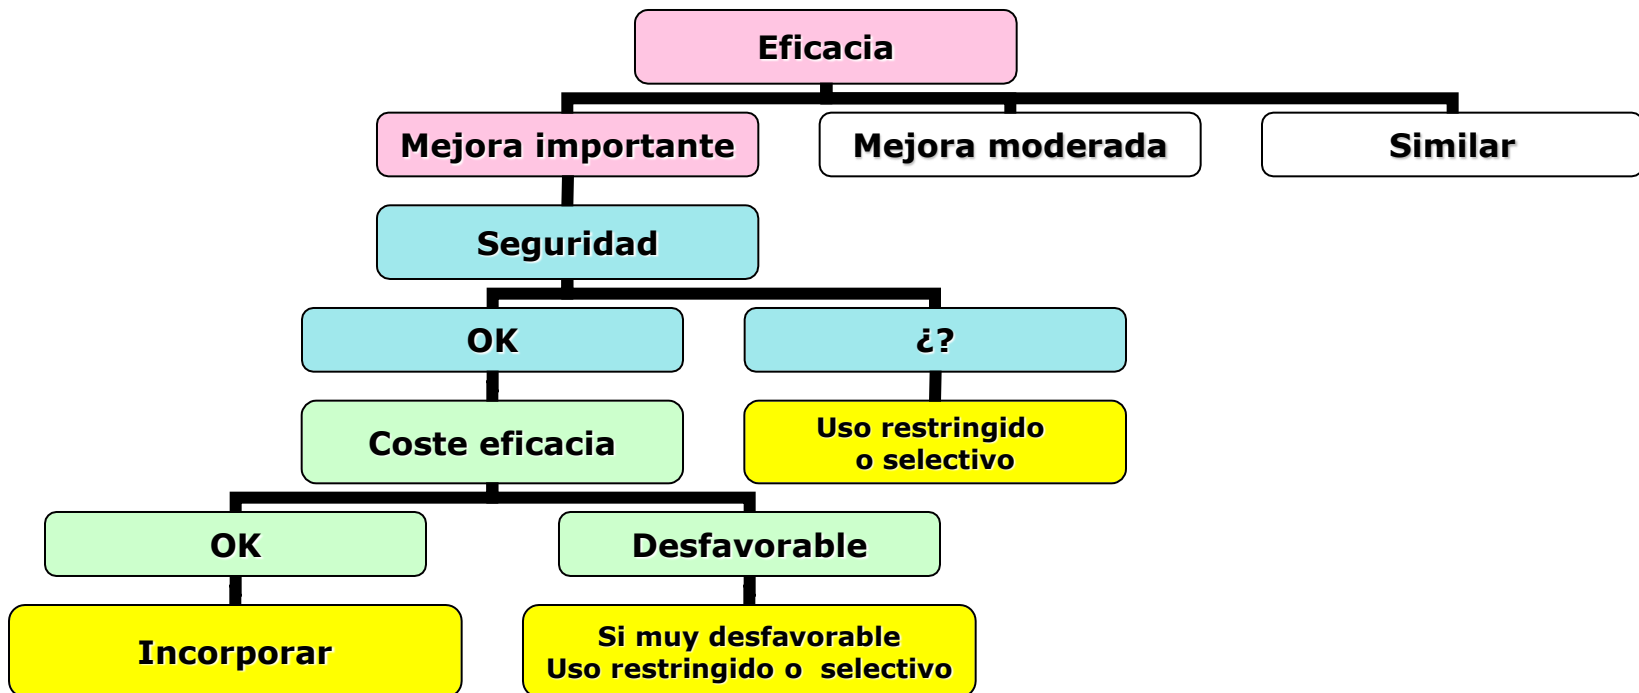 Eficacia
Mejora importante
Mejora moderada
Similar
Seguridad
OK
¿?
Coste eficacia
Uso restringido
o selectivo
OK
Desfavorable
Incorporar
Si muy desfavorable
Uso restringido o selectivo